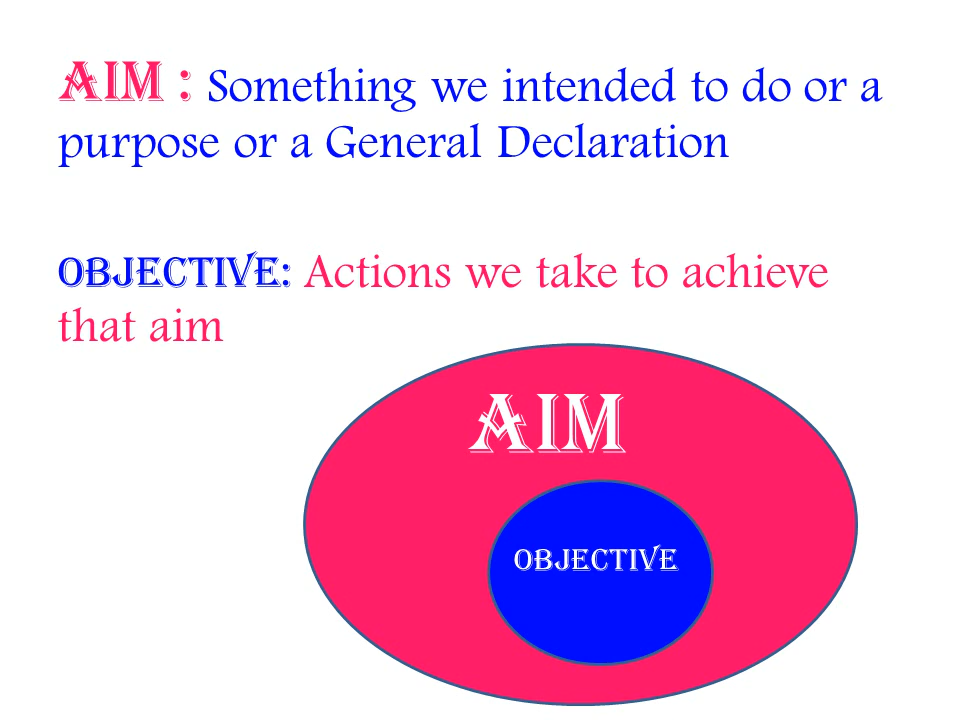 AIM : Something we intended to do or a
purpose or a General Declaration
OBJECTIVE: Actions we take to achieve
that aim
AIM
OBJECTIVE